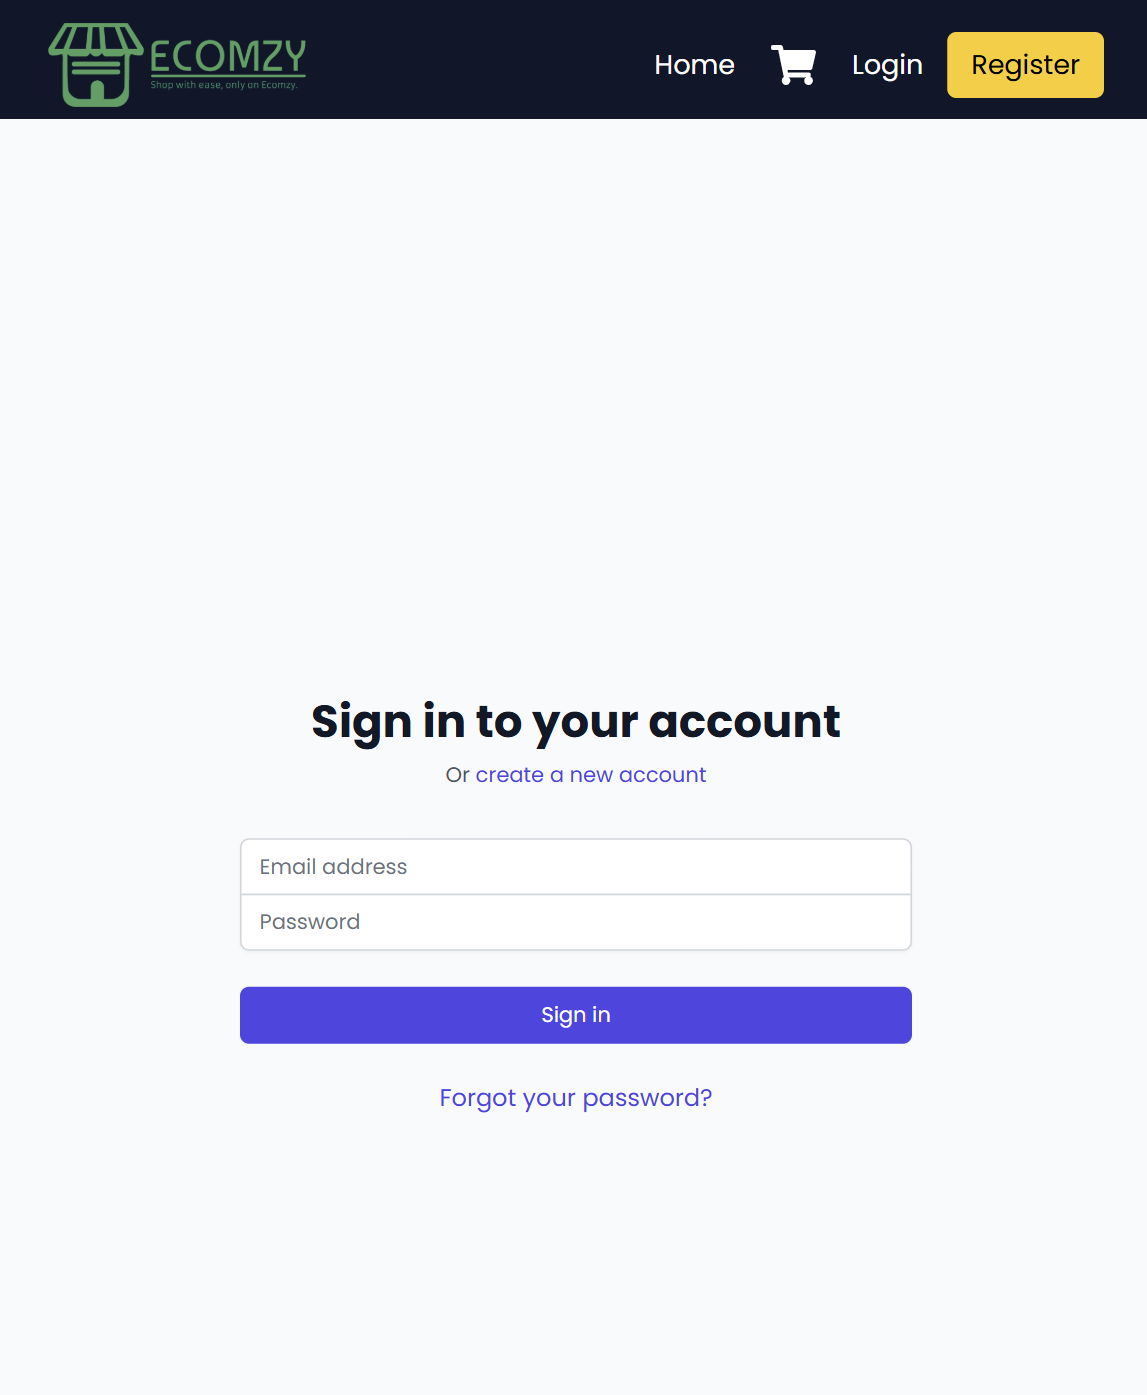 ECOMZY
Shop with ease, only on Ecomzy.
Home
Login
Register
Sign in to your account
Or create a new account
Email address
Password
Sign in
Forgot your password?